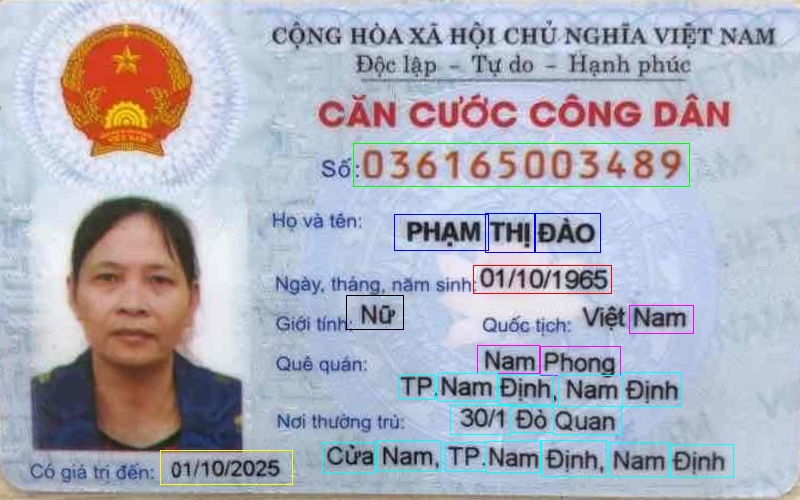 CỘNG HÒA XÃ HỘI CHỦ NGHĨA VIỆT NAM
Độc lập - Tự do - Hạnh phúc
CĂN CƯỚC CÔNG DÂN
Số: 036165003489
Họ và tên: PHẠM THỊ ĐÀO
Ngày, tháng, năm sinh: 01/10/1965
Giới tính: Nữ Quốc tịch: Việt Nam
Quê quán: Nam Phong
TP.Nam Định, Nam Định
Nơi thường trú: 30/1 Đò Quan
Cửa Nam, TP.Nam Định, Nam Định
Có giá trị đến: 01/10/2025